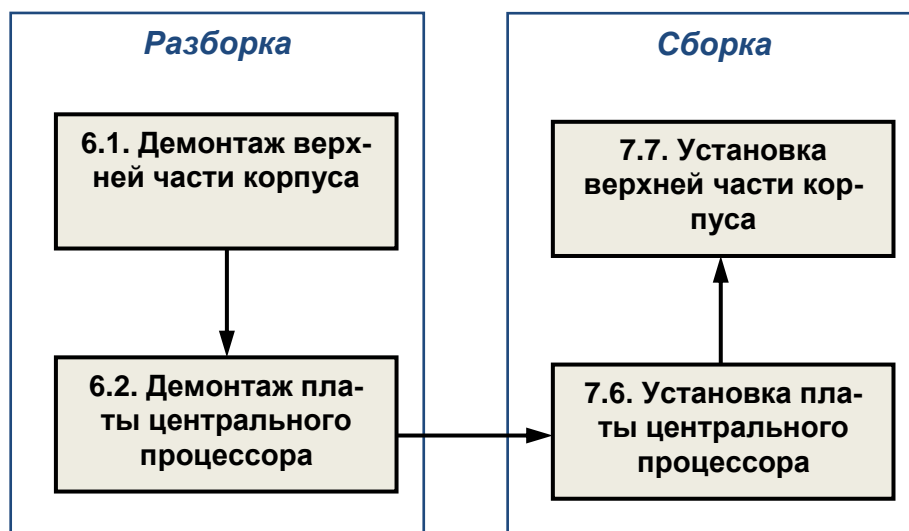 Разборка
6.1. Демонтаж верх-
ней части корпуса
6.2. Демонтаж пла-
ты центрального
процессора
Сборка
7.7. Установка
верхней части кор-
пуса
7.6. Установка пла-
ты центрального
процессора